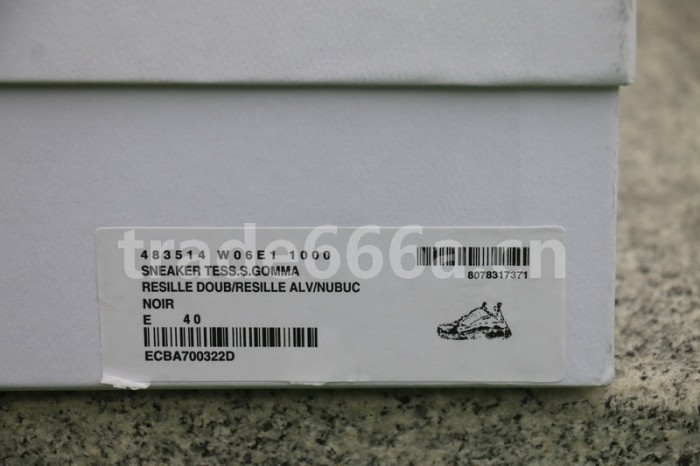 trade666a.cn
483514 W06E1 1000
SNEAKER TESS.S.GOMMA
RESILLE DOUB/RESILLE ALV/NUBUC
NOIR
E 40
ECBA700322D
8078317371